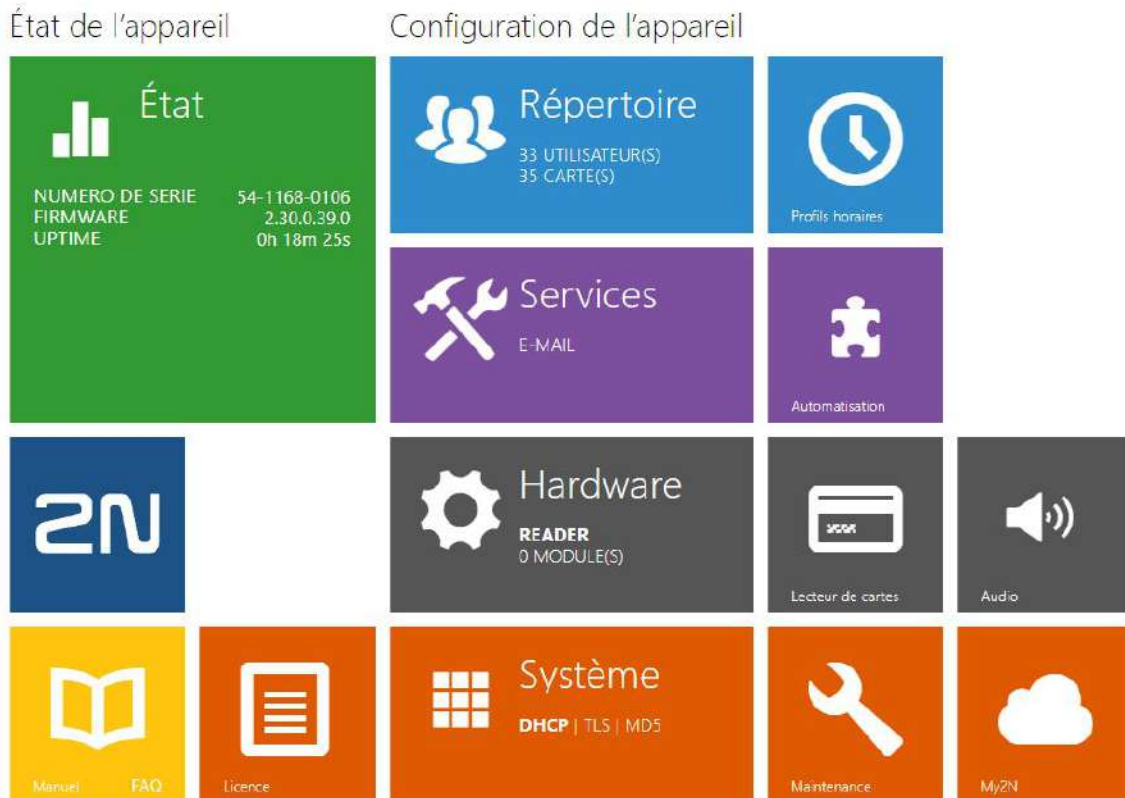 État de l'appareil
Configuration de l'appareil
État
NUMERO DE SERIE 54-1168-0106
FIRMWARE 2.30.0.39.0
UPTIME 0h 18m 25s
Répertoire
33 UTILISATEUR(S)
35 CARTE(S)
Profils horaires
Services
E-MAIL
Automatisation
2N
Hardware
READER
0 MODULE(S)
Lecteur de cartes
Audio
Manuel FAQ
Licence
Système
DHCP | TLS | MD5
Maintenance
My2N